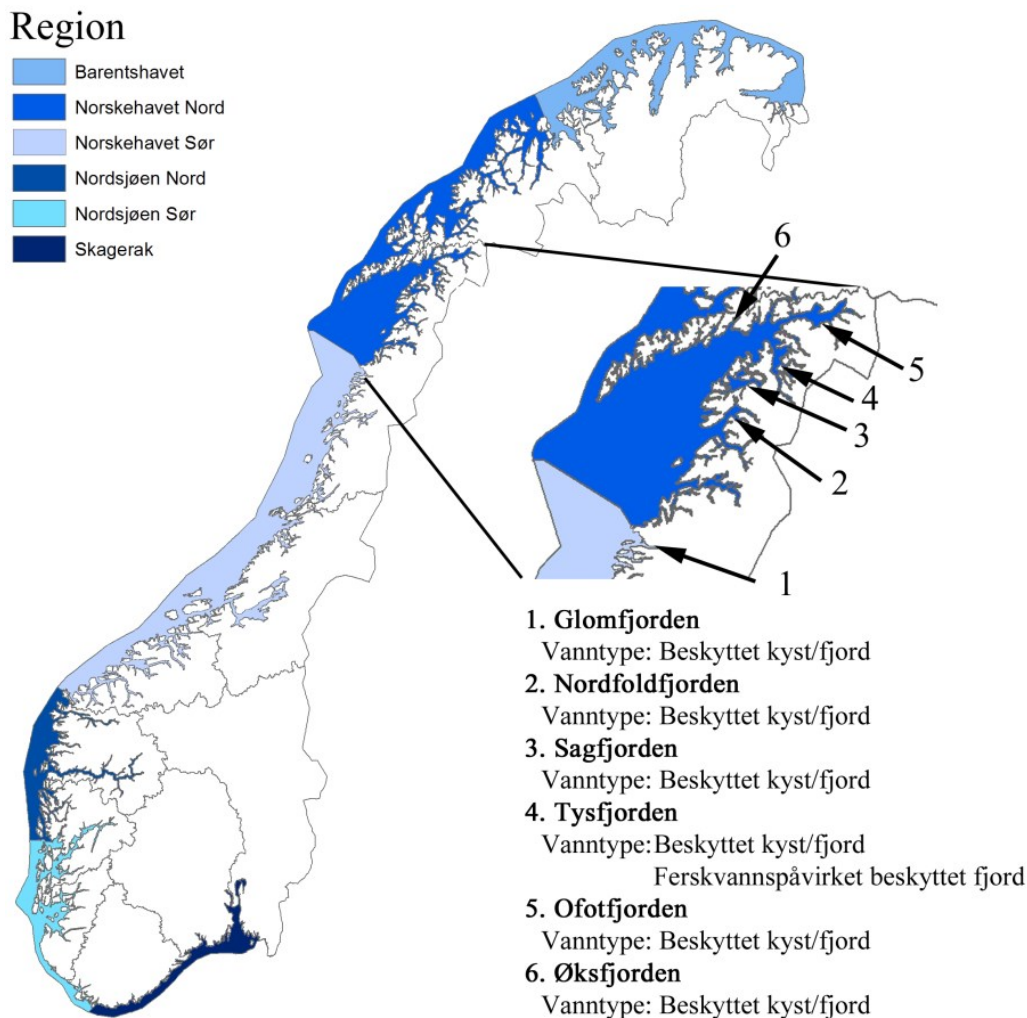 Region
Barentshavet
Norskehavet Nord
Norskehavet Sør
Nordsjøen Nord
Nordsjøen Sør
Skagerak
6
5
4
3
2
1
1. Glomfjorden
Vanntype: Beskyttet kyst/fjord
2. Nordfoldfjorden
Vanntype: Beskyttet kyst/fjord
3. Sagfjorden
Vanntype: Beskyttet kyst/fjord
4. Tysfjorden
Vanntype:Beskyttet kyst/fjord
Ferskvannspåvirket beskyttet fjord
5. Ofotfjorden
Vanntype: Beskyttet kyst/fjord
6. Øksfjorden
Vanntype: Beskyttet kyst/fjord